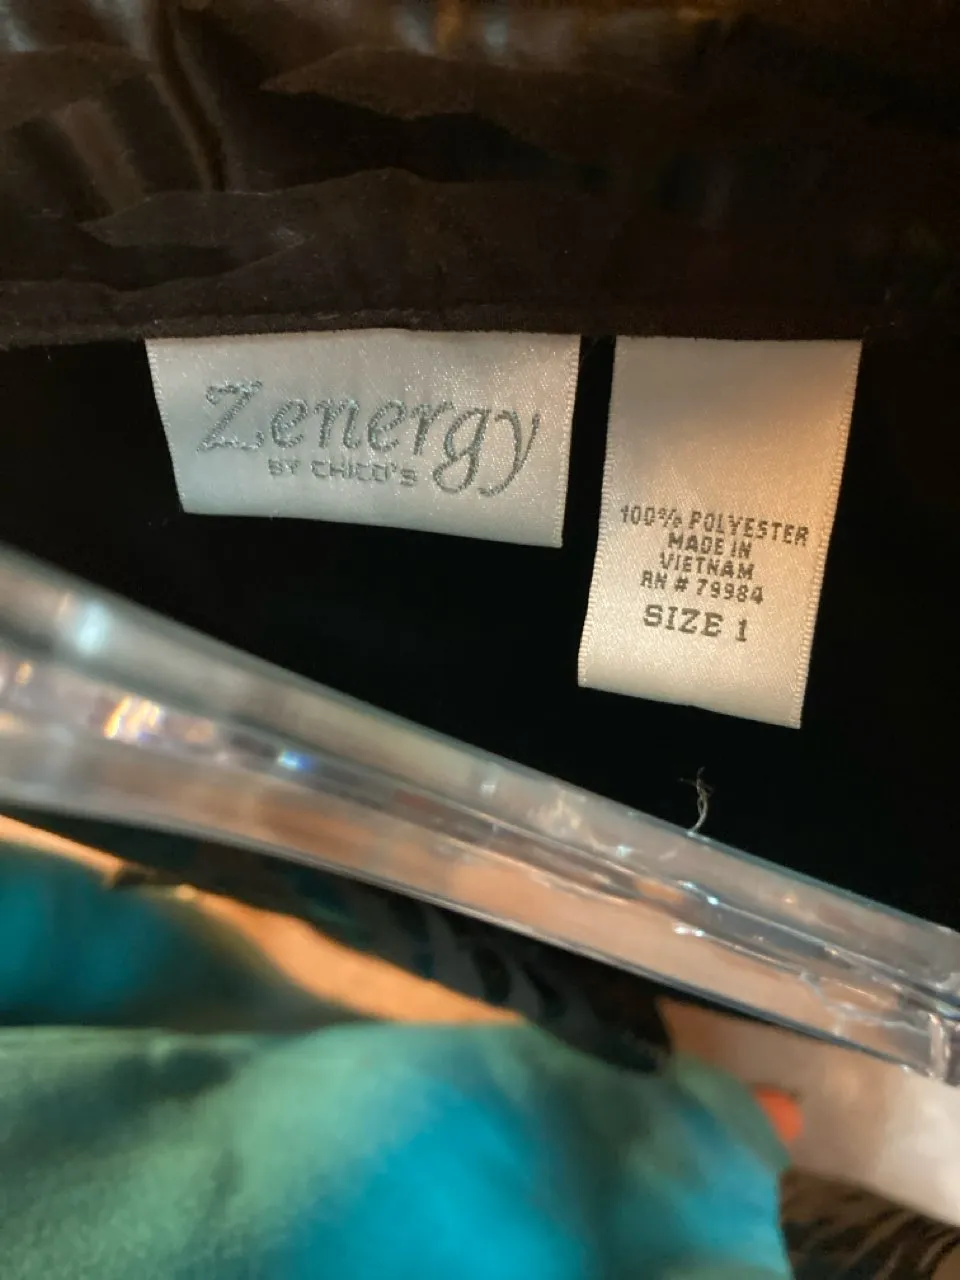 Zenergy
BY CHICO'S
100% POLYESTER
MADE IN
VIETNAM
RN # 79984
SIZE 1